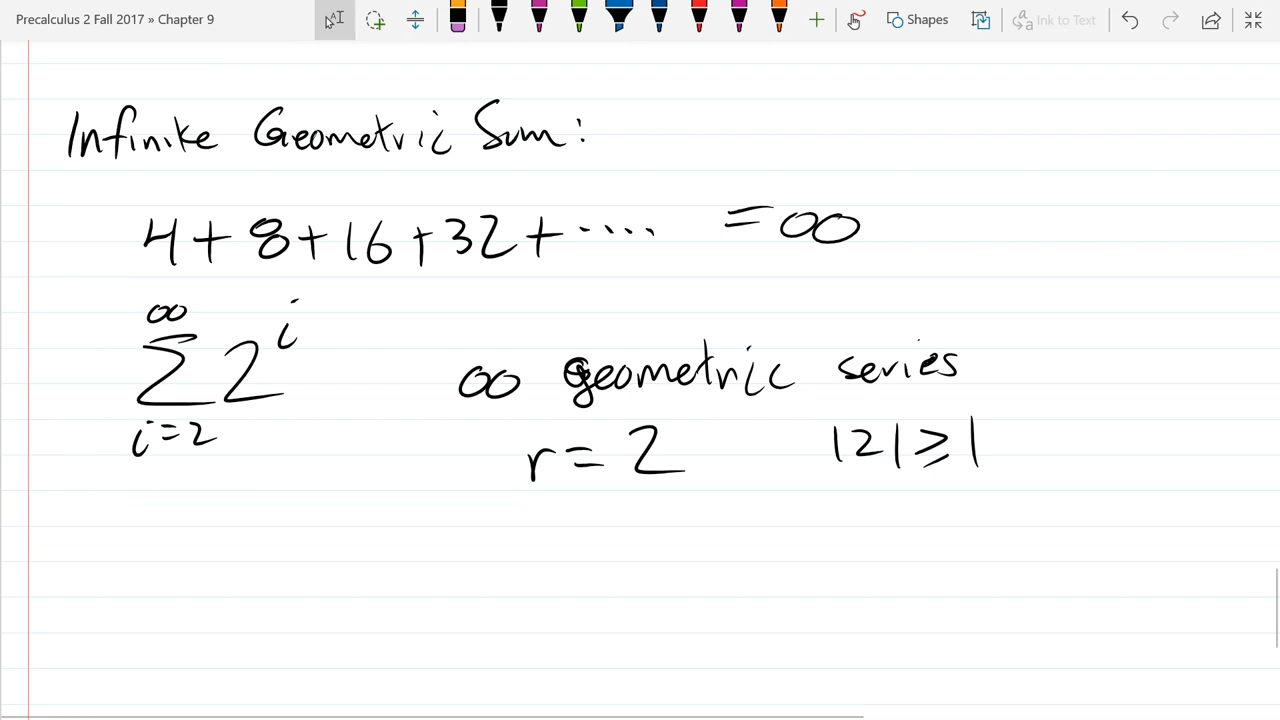 Precalculus 2 Fall 2017 » Chapter 9
Shapes
Ink to Text
Infinite Geometric Sum:
4+8+16+32+····· =∞
∞
∑ 2^i
i=2
∞ geometric series
r=2 |2|≥1